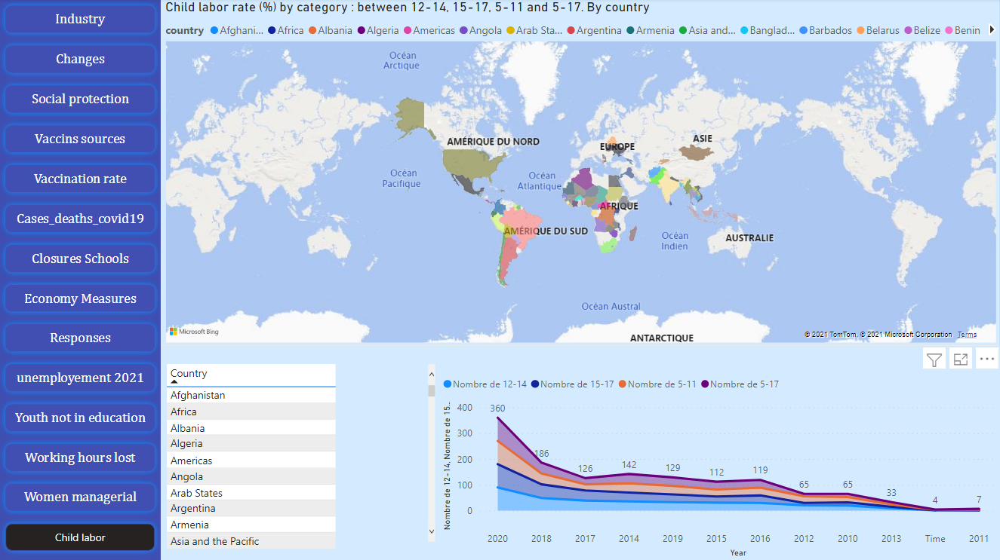 Industry
Changes
Social protection
Vaccins sources
Vaccination rate
Cases_deaths_covid19
Closures Schools
Economy Measures
Responses
unemployement 2021
Youth not in education
Working hours lost
Women managerial
Child labor
Child labor rate (%) by category : between 12-14, 15-17, 5-11 and 5-17. By country
country Afghani... Africa Albania Algeria Americas Angola Arab Sta... Argentina Armenia Asia and... Banglad... Barbados Belarus Belize Benin
Océan
Arctique
AMÉRIQUE DU NORD
EUROPE
ASIE
Océan
Pacifique
Océan
Atlantique
AFRIQUE
AMÉRIQUE DU SUD
Océan
Indien
AUSTRALIE
Océan Austral
ANTARCTIQUE
Microsoft Bing
© 2021 TomTom, © 2021 Microsoft Corporation Terms
Country
Afghanistan
Africa
Albania
Algeria
Americas
Angola
Arab States
Argentina
Armenia
Asia and the Pacific
Nombre de 12-14 Nombre de 15-17 Nombre de 5-11 Nombre de 5-17
Nombre de 12-14, Nombre de 15...
400
300
200
100
0
360
186
126
142
129
112
119
65
65
33
4
7
2020 2018 2017 2014 2019 2015 2016 2012 2010 2013 Time 2011
Year